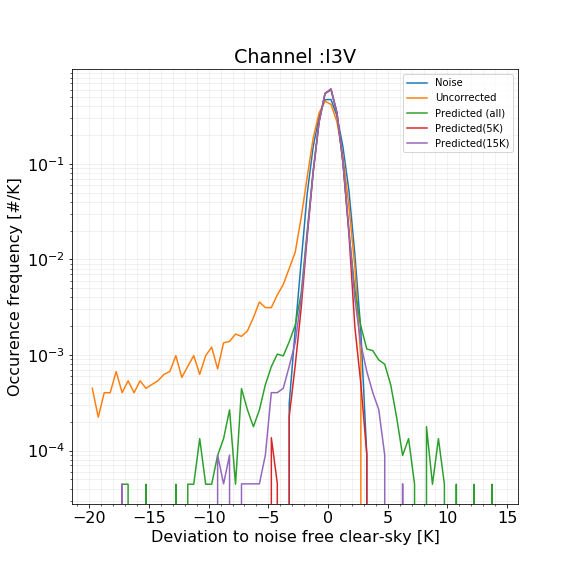 Channel :I3V
Noise
Uncorrected
Predicted (all)
Predicted(5K)
Predicted(15K)
Occurence frequency [#/K]
10⁻¹
10⁻²
10⁻³
10⁻⁴
−20 −15 −10 −5 0 5 10 15
Deviation to noise free clear-sky [K]